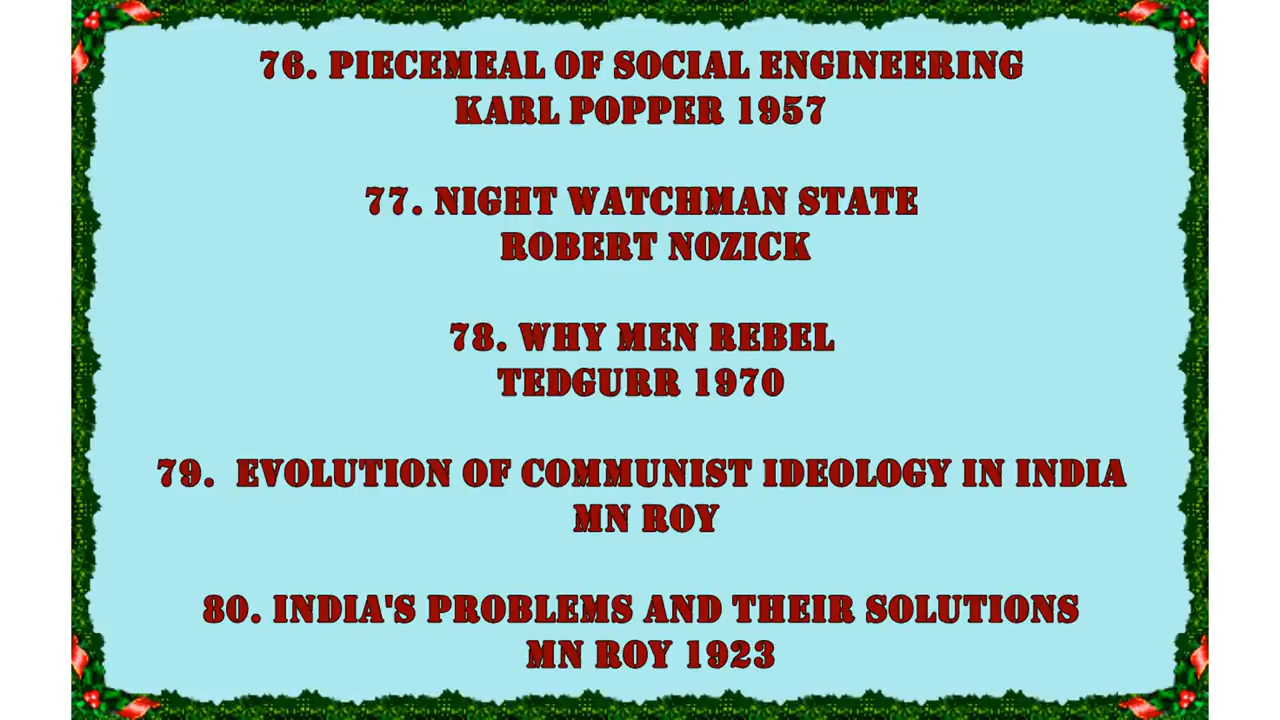 76. PIECEMEAL OF SOCIAL ENGINEERING
KARL POPPER 1957
77. NIGHT WATCHMAN STATE
ROBERT NOZICK
78. WHY MEN REBEL
TEDGURR 1970
79. EVOLUTION OF COMMUNIST IDEOLOGY IN INDIA
MN ROY
80. INDIA'S PROBLEMS AND THEIR SOLUTIONS
MN ROY 1923